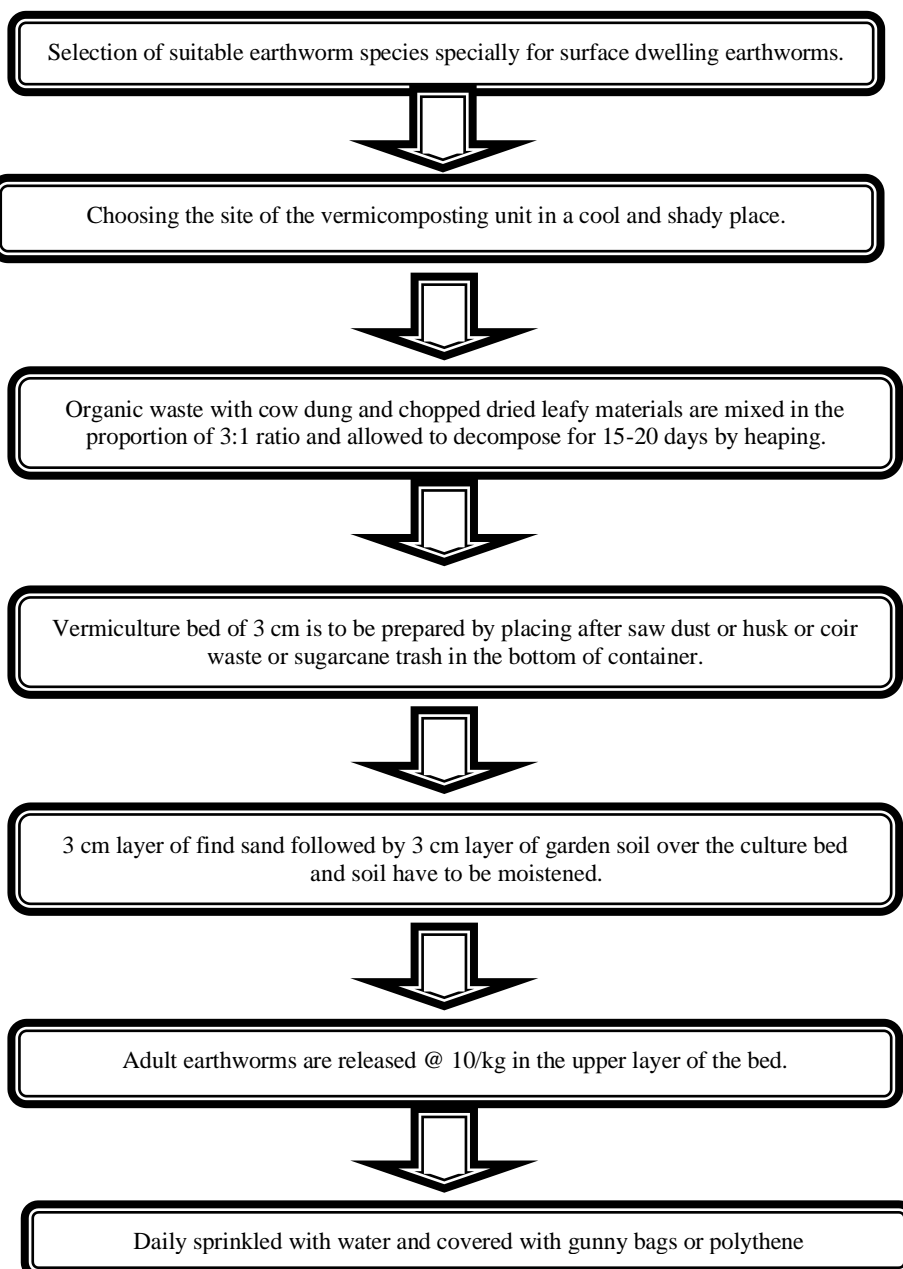 Selection of suitable earthworm species specially for surface dwelling earthworms.
Choosing the site of the vermicomposting unit in a cool and shady place.
Organic waste with cow dung and chopped dried leafy materials are mixed in the
proportion of 3:1 ratio and allowed to decompose for 15-20 days by heaping.
Vermiculture bed of 3 cm is to be prepared by placing after saw dust or husk or coir
waste or sugarcane trash in the bottom of container.
3 cm layer of find sand followed by 3 cm layer of garden soil over the culture bed
and soil have to be moistened.
Adult earthworms are released @ 10/kg in the upper layer of the bed.
Daily sprinkled with water and covered with gunny bags or polythene